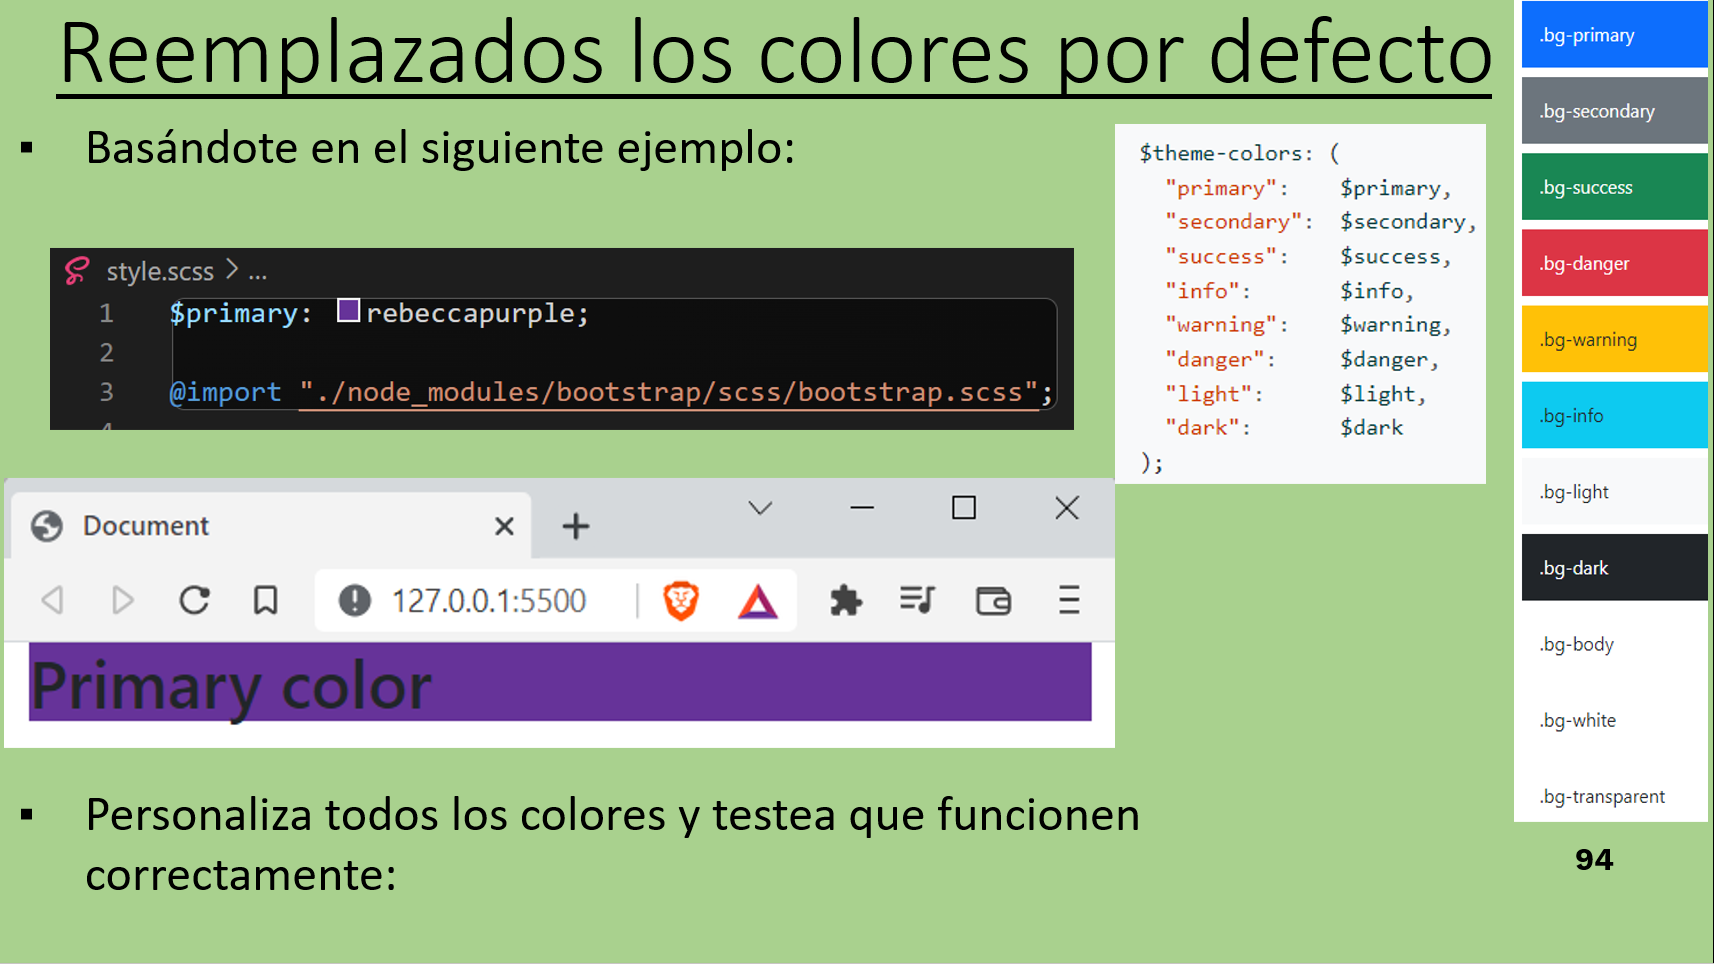 Reemplazados los colores por defecto
▪ Basándote en el siguiente ejemplo:
style.scss > ...
1 $primary: rebeccapurple;
2
3 @import "./node_modules/bootstrap/scss/bootstrap.scss";
$theme-colors: (
"primary": $primary,
"secondary": $secondary,
"success": $success,
"info": $info,
"warning": $warning,
"danger": $danger,
"light": $light,
"dark": $dark
);
Document
127.0.0.1:5500
Primary color
▪ Personaliza todos los colores y testea que funcionen
correctamente:
.bg-primary
.bg-secondary
.bg-success
.bg-danger
.bg-warning
.bg-info
.bg-light
.bg-dark
.bg-body
.bg-white
.bg-transparent
94